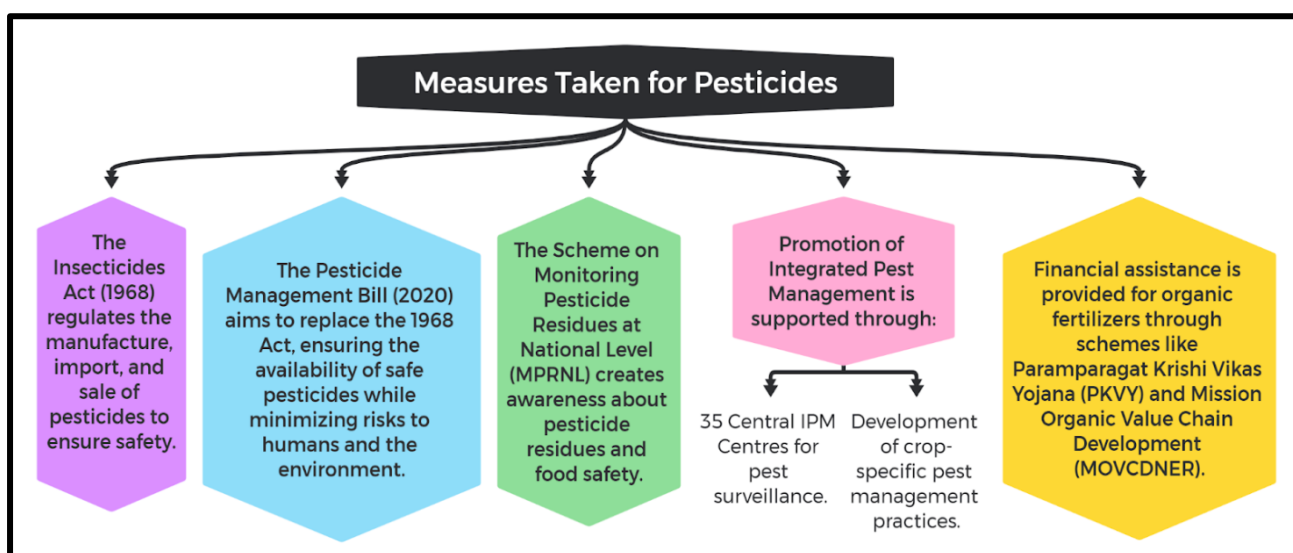 Measures Taken for Pesticides
The
Insecticides
Act (1968)
regulates the
manufacture,
import, and
sale of
pesticides to
ensure safety.
The Pesticide
Management Bill (2020)
aims to replace the 1968
Act, ensuring the
availability of safe
pesticides while
minimizing risks to
humans and the
environment.
The Scheme on
Monitoring
Pesticide
Residues at
National Level
(MPRNL) creates
awareness about
pesticide
residues and
food safety.
Promotion of
Integrated Pest
Management is
supported through:
35 Central IPM
Centres for
pest
surveillance.
Development
of crop-
specific pest
management
practices.
Financial assistance is
provided for organic
fertilizers through
schemes like
Paramparagat Krishi Vikas
Yojana (PKVY) and Mission
Organic Value Chain
Development
(MOVCDNER).